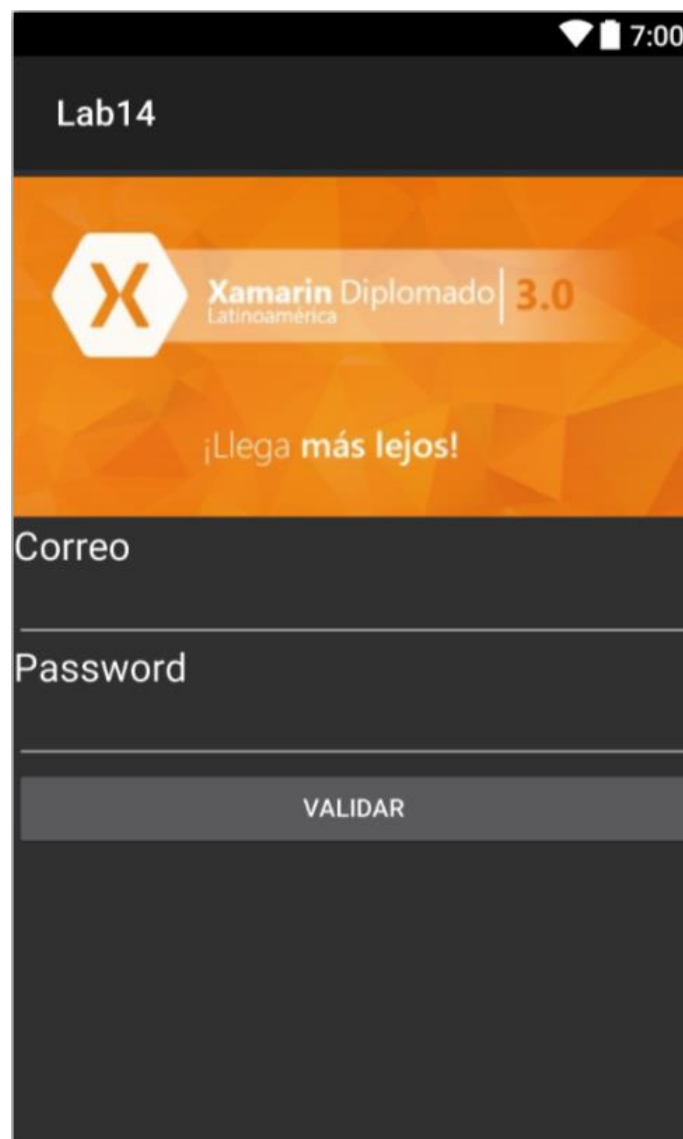 7:00
Lab14
X
Xamarin Diplomado 3.0
Latinoamérica
¡Llega más lejos!
Correo
Password
VALIDAR